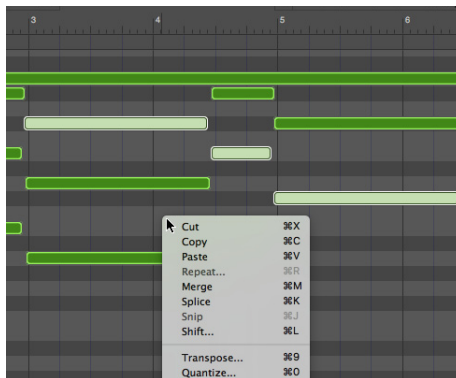 3 4 5 6
Cut ⌘X
Copy ⌘C
Paste ⌘V
Repeat... ⌘R
Merge ⌘M
Splice ⌘K
Snip ⌘J
Shift... ⌘L
Transpose... ⌘9
Quantize... ⌘0